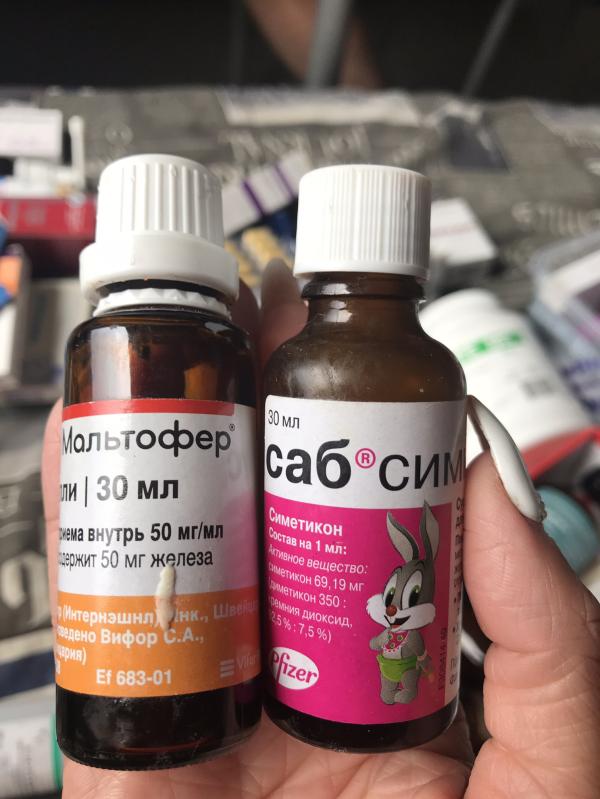 Мальтофер®
30 мл
внутрь 50 мг/мл
50 мг железа
(Интернэшнл) Инк.,
Вифор С.А.,
Ef 683-01
30 мл
саб® сим
Симетикон
Состав на 1 мл:
Активное вещество:
симетикон 69,19 мг
диметикон 350 :
кремния диоксид,
92,5 % : 7,5 %)
Pfizer